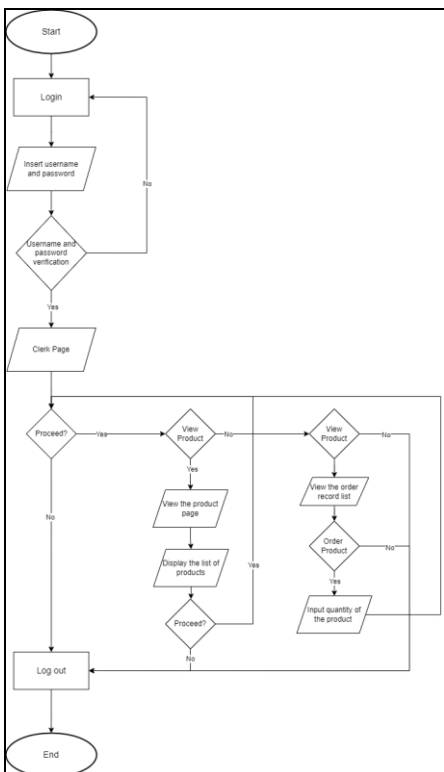 Start
Login
Insert username
and password
No
Username and
password
verification
Yes
Clerk Page
Proceed?
Yes
View
Product
No
View
Product
No
Yes
View the order
record list
No
View the product
page
Order
Product
No
Display the list of
products
Yes
Yes
Input quantity of
the product
Proceed?
No
Log out
End